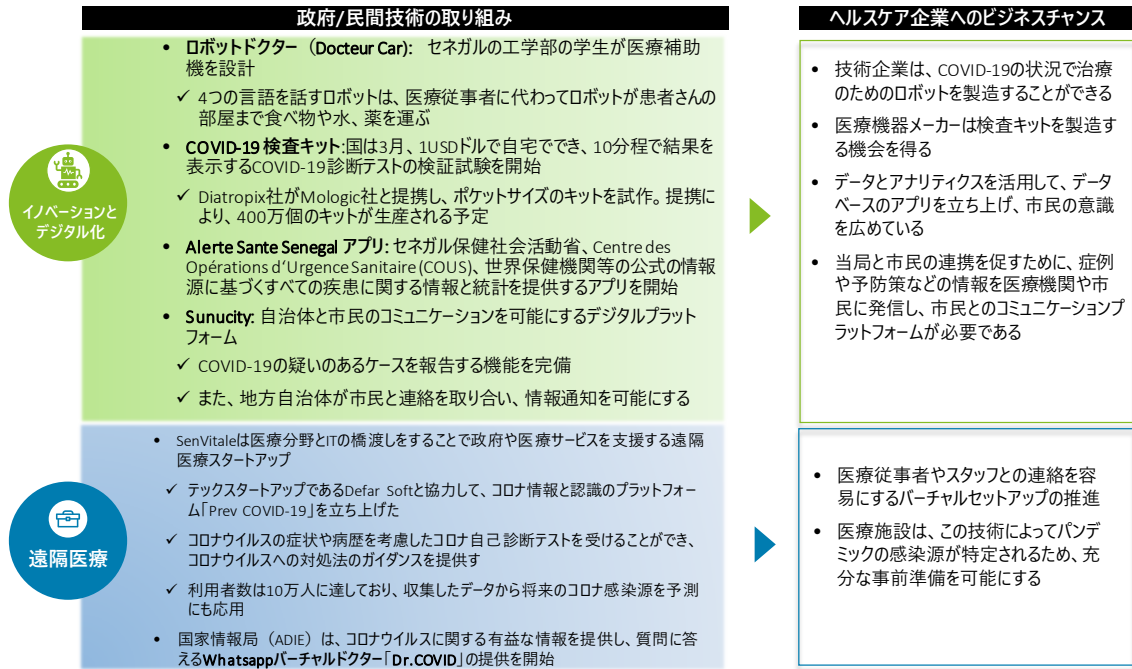 政府/民間技術の取り組み
ヘルスケア企業へのビジネスチャンス
イノベーションと
デジタル化
• ロボットドクター（Docteur Car): セネガルの工学部の学生が医療補助
機を設計
✓ 4つの言語を話すロボットは、医療従事者に代わってロボットが患者さんの
部屋まで食べ物や水、薬を運ぶ
• COVID-19 検査キット:国は3月、1USDドルで自宅でき、10分程で結果を
表示するCOVID-19診断テストの検証試験を開始
✓ Diatropix社がMologic社と提携し、ポケットサイズのキットを試作。提携に
より、400万個のキットが生産される予定
• Alerte Sante Senegal アプリ: セネガル保健社会活動省、Centre des
Opérations d‘Urgence Sanitaire (COUS)、世界保健機関等の公式の情報
源に基づくすべての疾患に関する情報と統計を提供するアプリを開始
• Sunucity: 自治体と市民のコミュニケーションを可能にするデジタルプラット
フォーム
✓ COVID-19の疑いのあるケースを報告する機能を完備
✓ また、地方自治体が市民と連絡を取り合い、情報通知を可能にする
• 技術企業は、COVID-19の状況で治療
のためのロボットを製造することができる
• 医療機器メーカーは検査キットを製造す
る機会を得る
• データとアナリティクスを活用して、データ
ベースのアプリを立ち上げ、市民の意識
を広めている
• 当局と市民の連携を促すために、症例
や予防策などの情報を医療機関や市
民に発信し、市民とのコミュニケーションプ
ラットフォームが必要である
遠隔医療
• SenVitaleは医療分野とITの橋渡しをすることで政府や医療サービスを支援する遠隔
医療スタートアップ
✓ テックスタートアップであるDefar Softと協力して、コロナ情報と認識のプラットフォー
ム「Prev COVID-19」を立ち上げた
✓ コロナウイルスの症状や病歴を考慮したコロナ自己診断テストを受けることができ、
コロナウイルスへの対処法のガイダンスを提供す
✓ 利用者数は10万人に達しており、収集したデータから将来のコロナ感染源を予測
にも応用
• 国家情報局（ADIE）は、コロナウイルスに関する有益な情報を提供し、質問に答
えるWhatsappバーチャルドクター「Dr.COVID」の提供を開始
• 医療従事者やスタッフとの連絡を容
易にするバーチャルセットアップの推進
• 医療施設は、この技術によってパンデ
ミックの感染源が特定されるため、充
分な事前準備を可能にする